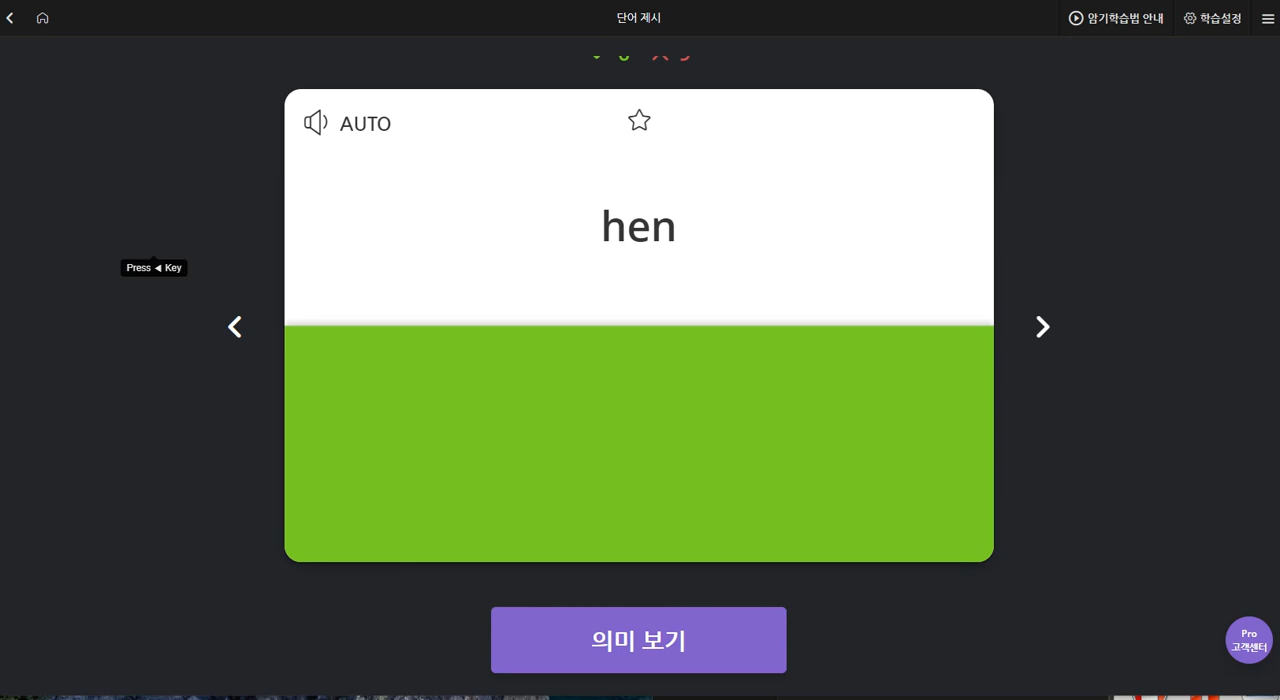 단어 제시
암기학습법 안내
학습설정
AUTO
hen
Press ◀ Key
의미 보기
Pro
고객센터